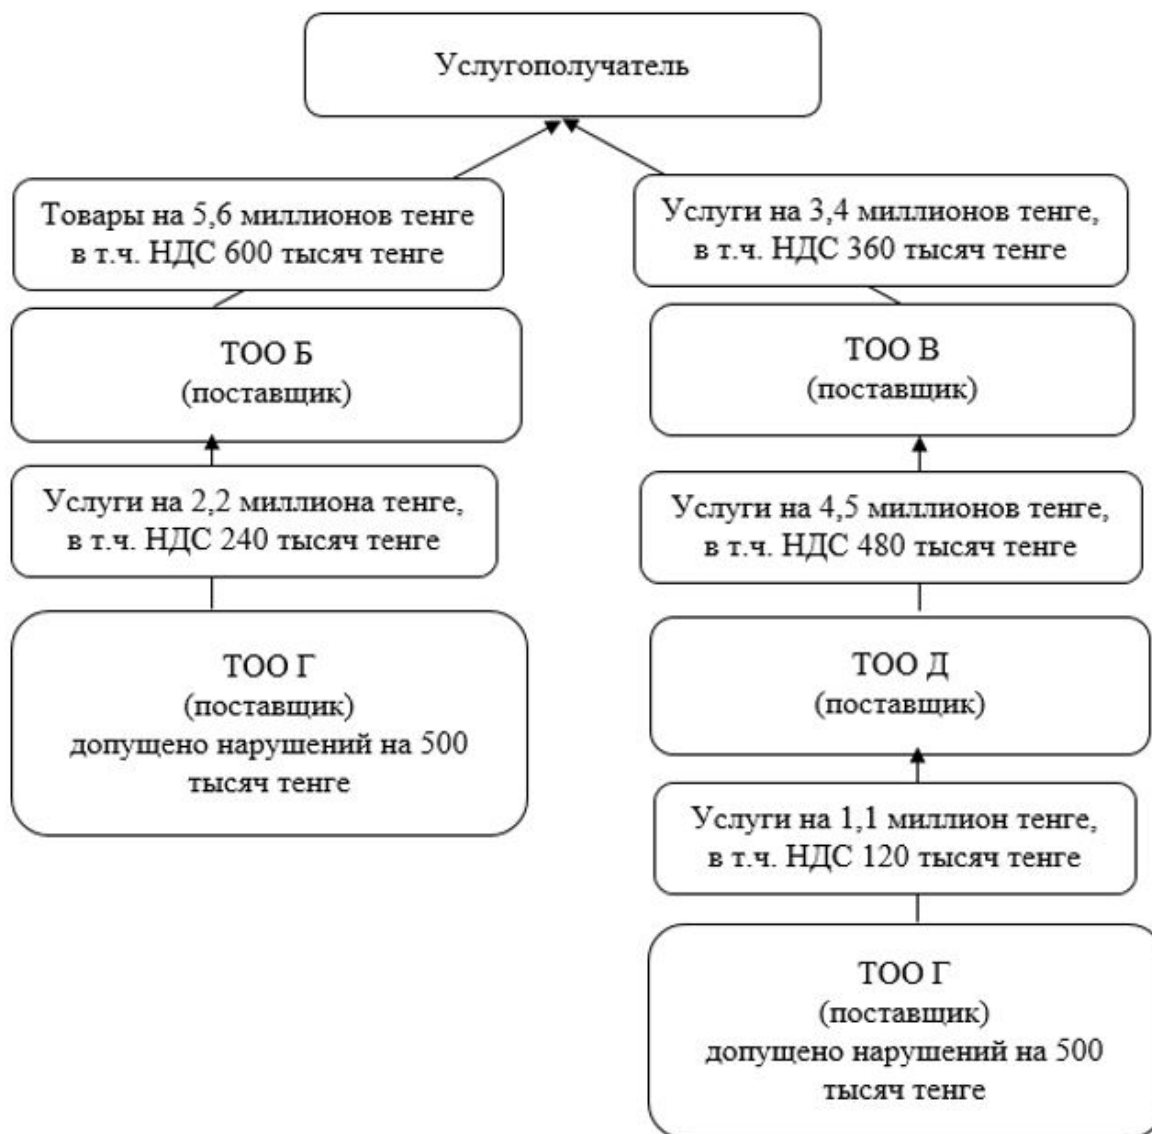 Услугополучатель
Товары на 5,6 миллионов тенге
в т.ч. НДС 600 тысяч тенге
Услуги на 3,4 миллионов тенге,
в т.ч. НДС 360 тысяч тенге
ТОО Б
(поставщик)
ТОО В
(поставщик)
Услуги на 2,2 миллиона тенге,
в т.ч. НДС 240 тысяч тенге
Услуги на 4,5 миллионов тенге,
в т.ч. НДС 480 тысяч тенге
ТОО Г
(поставщик)
допущено нарушений на 500
тысяч тенге
ТОО Д
(поставщик)
Услуги на 1,1 миллион тенге,
в т.ч. НДС 120 тысяч тенге
ТОО Г
(поставщик)
допущено нарушений на 500
тысяч тенге